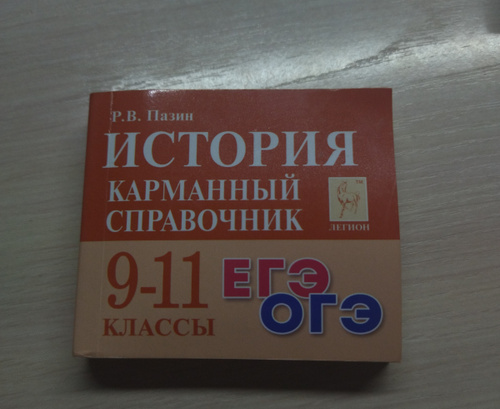 Р.В. Пазин
ИСТОРИЯ
КАРМАННЫЙ
СПРАВОЧНИК
ЛЕГИОН
9-11
КЛАССЫ
ЕГЭ
ОГЭ